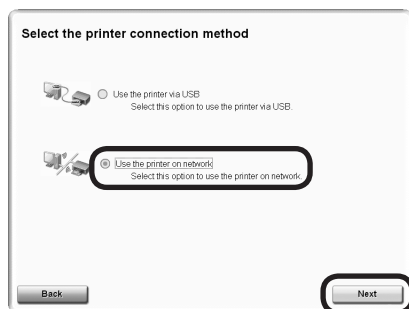 Select the printer connection method
Use the printer via USB
Select this option to use the printer via USB.
Use the printer on network
Select this option to use the printer on network.
Back
Next